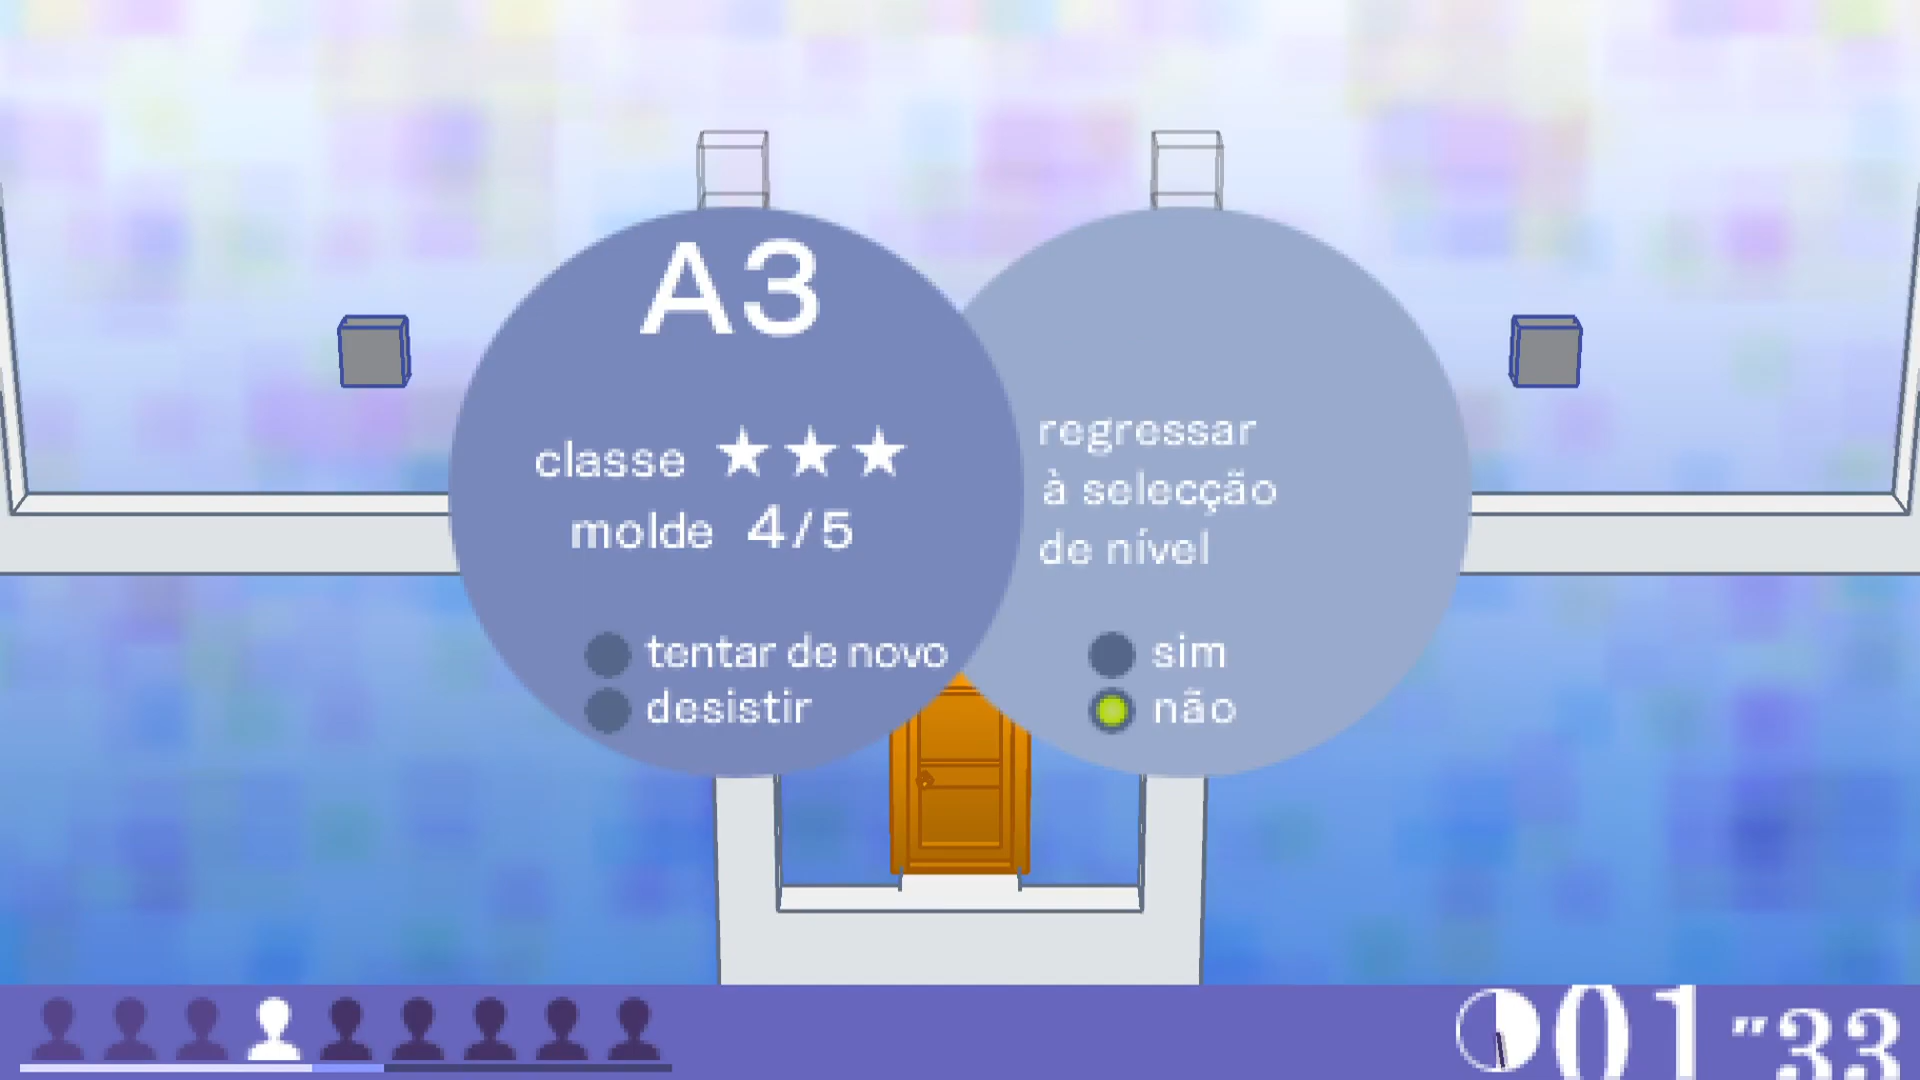 A3
classe ★★★
molde 4/5
tentar de novo
desistir
regressar
à selecção
de nível
sim
não
01 "33